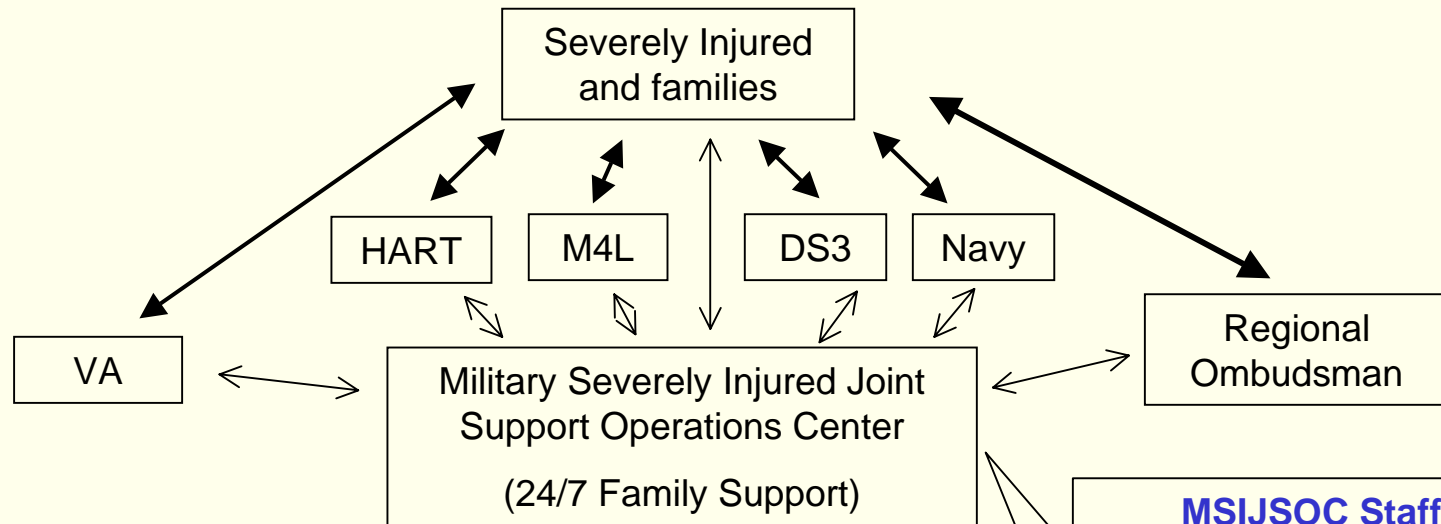 Severely Injured
and families
HART
M4L
DS3
Navy
VA
Regional
Ombudsman
Military Severely Injured Joint
Support Operations Center
(24/7 Family Support)
MSIJSOC Staff